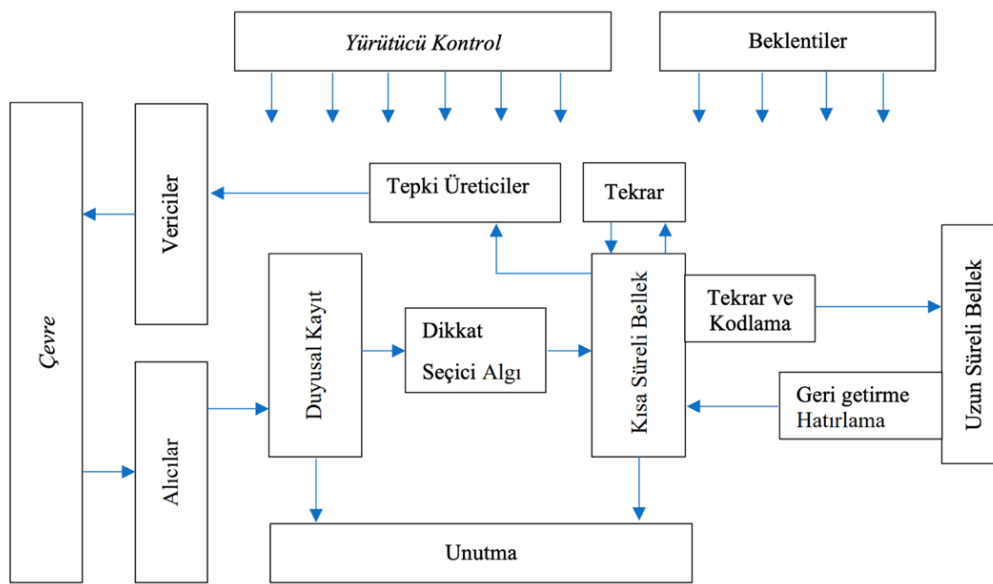 Yürütücü Kontrol
Beklentiler
Çevre
Vericiler
Tepki Üreticiler
Tekrar
Alıcılar
Duyusal Kayıt
Dikkat
Seçici Algı
Kısa Süreli Bellek
Tekrar ve
Kodlama
Geri getirme
Hatırlama
Uzun Süreli Bellek
Unutma